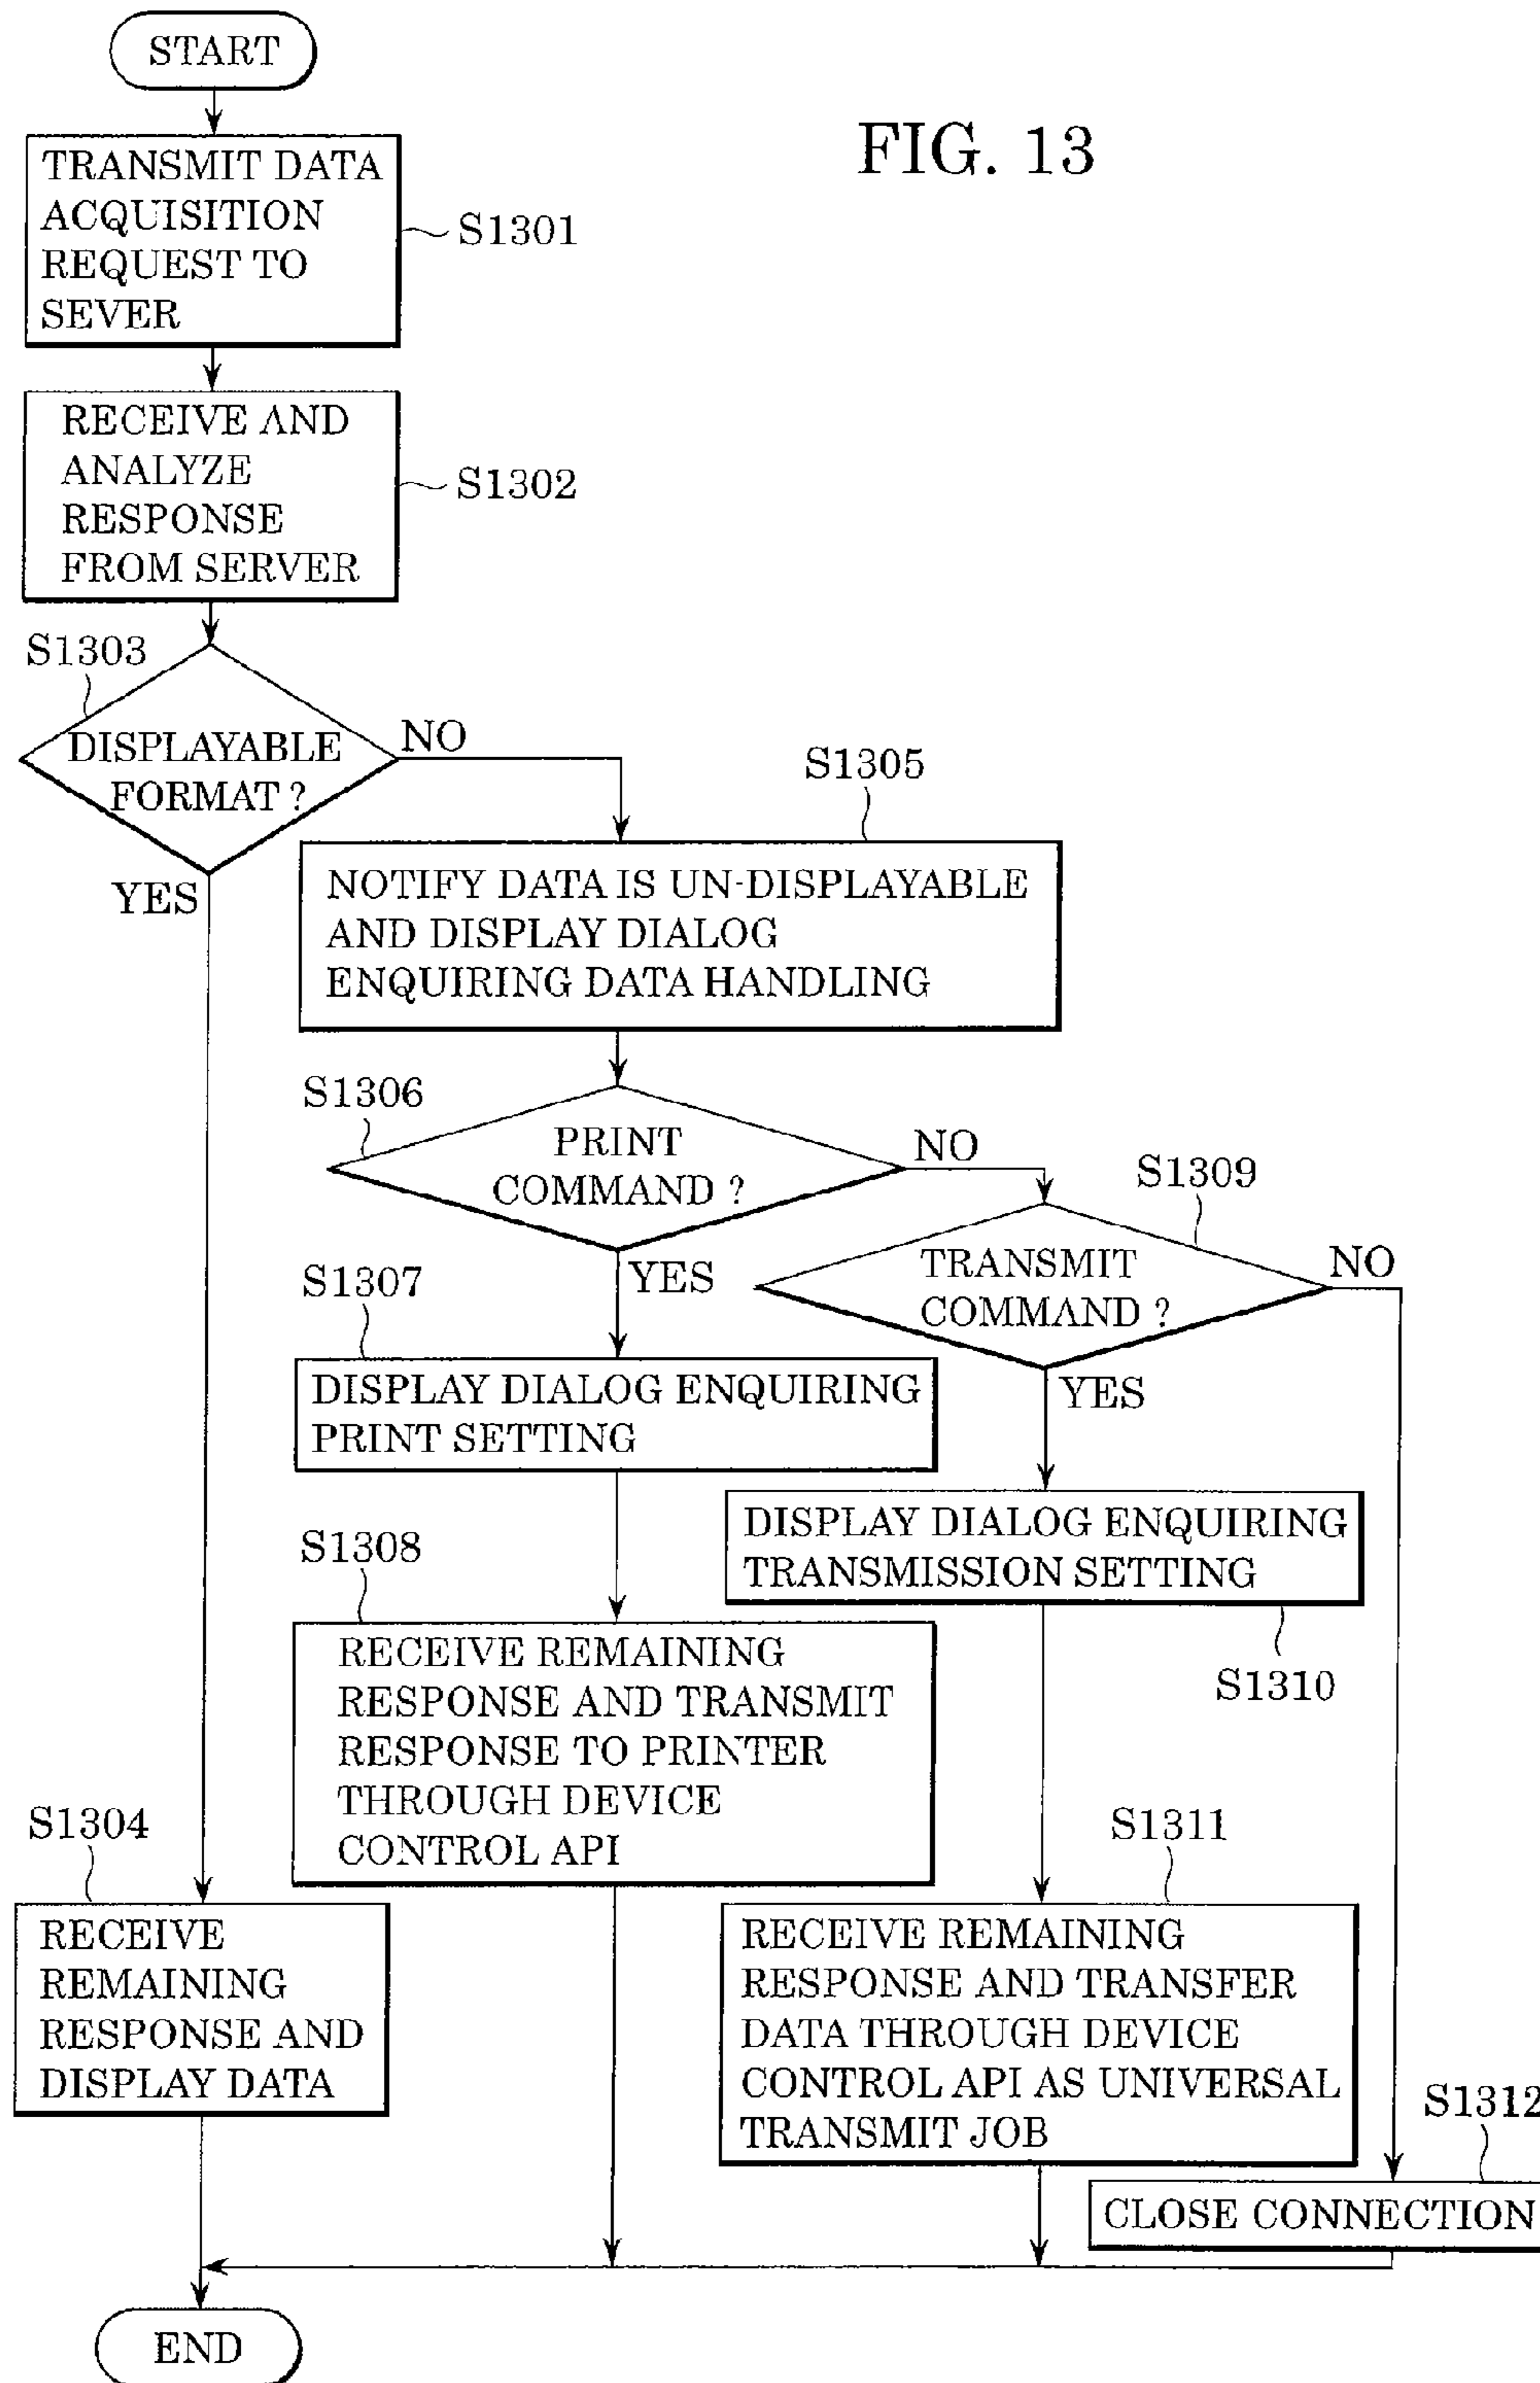 START
FIG. 13
TRANSMIT DATA
ACQUISITION
REQUEST TO
SEVER
S1301
RECEIVE AND
ANALYZE
RESPONSE
FROM SERVER
S1302
S1303
DISPLAYABLE
FORMAT ?
NO
YES
S1305
NOTIFY DATA IS UN-DISPLAYABLE
AND DISPLAY DIALOG
ENQUIRING DATA HANDLING
S1306
PRINT
COMMAND ?
NO
YES
S1309
TRANSMIT
COMMAND ?
NO
YES
S1307
DISPLAY DIALOG ENQUIRING
PRINT SETTING
DISPLAY DIALOG ENQUIRING
TRANSMISSION SETTING
S1310
S1308
RECEIVE REMAINING
RESPONSE AND TRANSMIT
RESPONSE TO PRINTER
THROUGH DEVICE
CONTROL API
S1304
RECEIVE
REMAINING
RESPONSE AND
DISPLAY DATA
S1311
RECEIVE REMAINING
RESPONSE AND TRANSFER
DATA THROUGH DEVICE
CONTROL API AS UNIVERSAL
TRANSMIT JOB
S1312
CLOSE CONNECTION
END